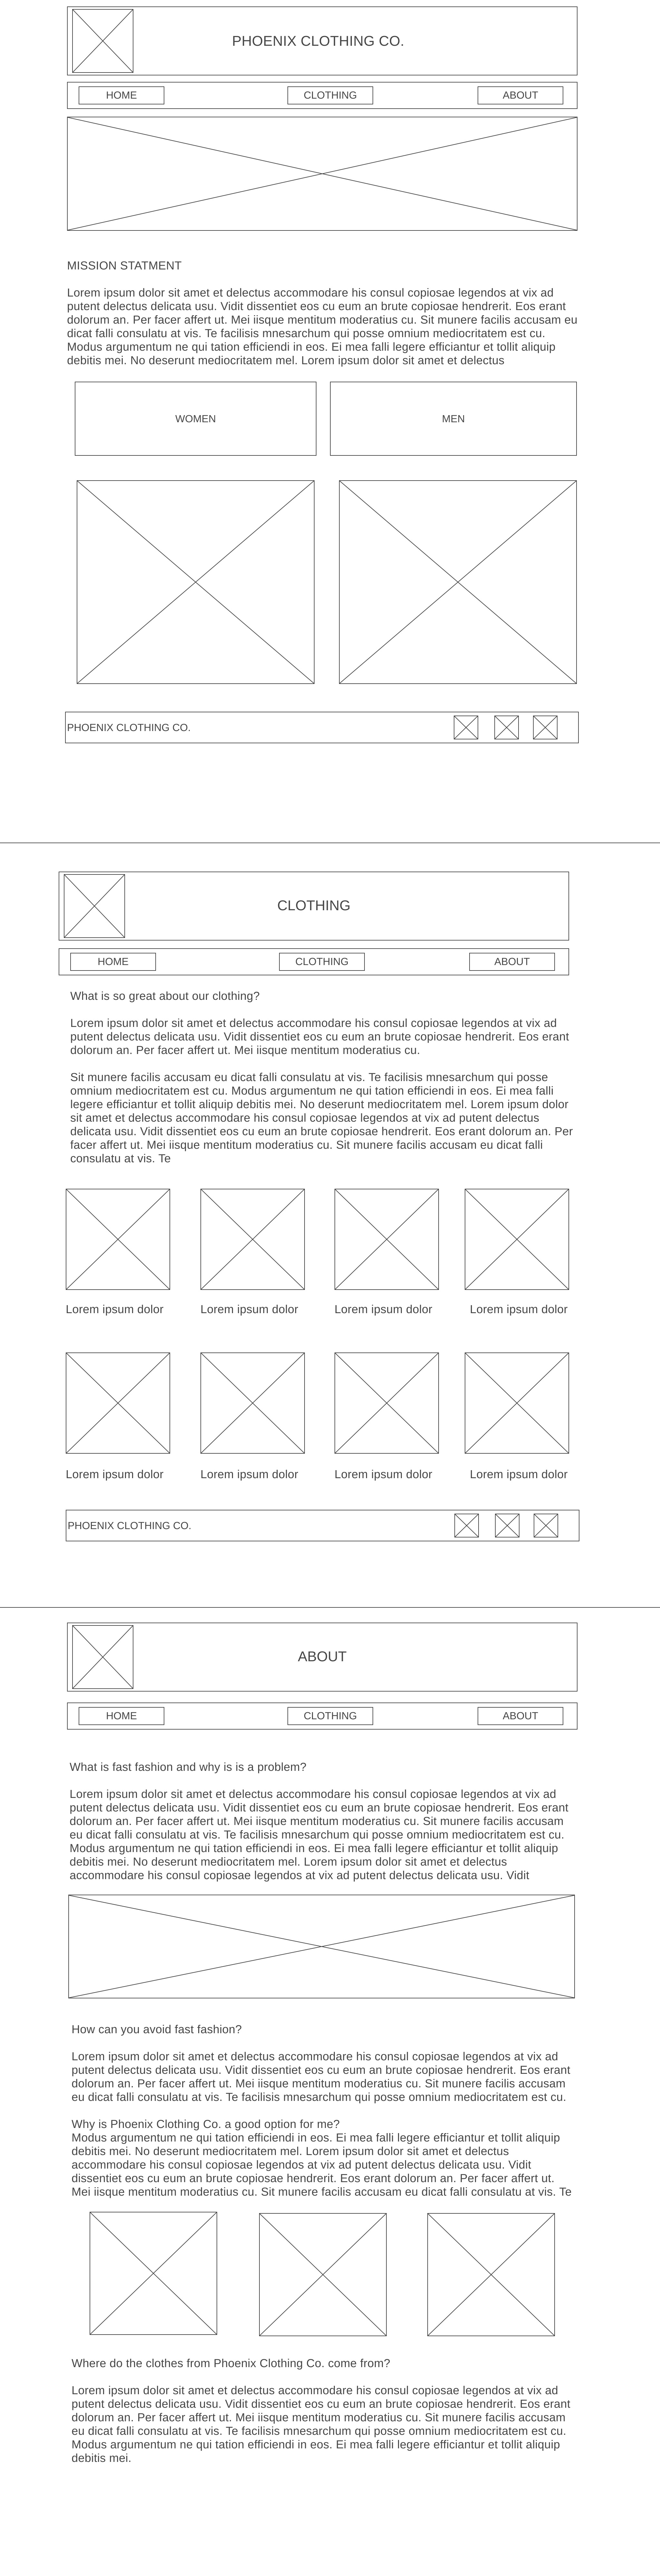 PHOENIX CLOTHING CO.
HOME
CLOTHING
ABOUT
MISSION STATMENT
Lorem ipsum dolor sit amet et delectus accommodare his consul copiosae legendos at vix ad
putent delectus delicata usu. Vidit dissentiet eos cu eum an brute copiosae hendrerit. Eos erant
dolorum an. Per facer affert ut. Mei iisque mentitum moderatius cu. Sit munere facilis accusam eu
dicat falli consulatu at vis. Te facilisis mnesarchum qui posse omnium mediocritatem est cu.
Modus argumentum ne qui tation efficiendi in eos. Ei mea falli legere efficiantur et tollit aliquip
debitis mei. No deserunt mediocritatem mel. Lorem ipsum dolor sit amet et delectus
WOMEN
MEN
PHOENIX CLOTHING CO.
CLOTHING
HOME
CLOTHING
ABOUT
What is so great about our clothing?
Lorem ipsum dolor sit amet et delectus accommodare his consul copiosae legendos at vix ad
putent delectus delicata usu. Vidit dissentiet eos cu eum an brute copiosae hendrerit. Eos erant
dolorum an. Per facer affert ut. Mei iisque mentitum moderatius cu.
Sit munere facilis accusam eu dicat falli consulatu at vis. Te facilisis mnesarchum qui posse
omnium mediocritatem est cu. Modus argumentum ne qui tation efficiendi in eos. Ei mea falli
legere efficiantur et tollit aliquip debitis mei. No deserunt mediocritatem mel. Lorem ipsum dolor
sit amet et delectus accommodare his consul copiosae legendos at vix ad putent delectus
delicata usu. Vidit dissentiet eos cu eum an brute copiosae hendrerit. Eos erant dolorum an. Per
facer affert ut. Mei iisque mentitum moderatius cu. Sit munere facilis accusam eu dicat falli
consulatu at vis. Te
Lorem ipsum dolor
Lorem ipsum dolor
Lorem ipsum dolor
Lorem ipsum dolor
Lorem ipsum dolor
Lorem ipsum dolor
Lorem ipsum dolor
Lorem ipsum dolor
PHOENIX CLOTHING CO.
ABOUT
HOME
CLOTHING
ABOUT
What is fast fashion and why is is a problem?
Lorem ipsum dolor sit amet et delectus accommodare his consul copiosae legendos at vix ad
putent delectus delicata usu. Vidit dissentiet eos cu eum an brute copiosae hendrerit. Eos erant
dolorum an. Per facer affert ut. Mei iisque mentitum moderatius cu. Sit munere facilis accusam
eu dicat falli consulatu at vis. Te facilisis mnesarchum qui posse omnium mediocritatem est cu.
Modus argumentum ne qui tation efficiendi in eos. Ei mea falli legere efficiantur et tollit aliquip
debitis mei. No deserunt mediocritatem mel. Lorem ipsum dolor sit amet et delectus
accommodare his consul copiosae legendos at vix ad putent delectus delicata usu. Vidit
How can you avoid fast fashion?
Lorem ipsum dolor sit amet et delectus accommodare his consul copiosae legendos at vix ad
putent delectus delicata usu. Vidit dissentiet eos cu eum an brute copiosae hendrerit. Eos erant
dolorum an. Per facer affert ut. Mei iisque mentitum moderatius cu. Sit munere facilis accusam
eu dicat falli consulatu at vis. Te facilisis mnesarchum qui posse omnium mediocritatem est cu.
Why is Phoenix Clothing Co. a good option for me?
Modus argumentum ne qui tation efficiendi in eos. Ei mea falli legere efficiantur et tollit aliquip
debitis mei. No deserunt mediocritatem mel. Lorem ipsum dolor sit amet et delectus
accommodare his consul copiosae legendos at vix ad putent delectus delicata usu. Vidit
dissentiet eos cu eum an brute copiosae hendrerit. Eos erant dolorum an. Per facer affert ut.
Mei iisque mentitum moderatius cu. Sit munere facilis accusam eu dicat falli consulatu at vis. Te
Where do the clothes from Phoenix Clothing Co. come from?
Lorem ipsum dolor sit amet et delectus accommodare his consul copiosae legendos at vix ad
putent delectus delicata usu. Vidit dissentiet eos cu eum an brute copiosae hendrerit. Eos erant
dolorum an. Per facer affert ut. Mei iisque mentitum moderatius cu. Sit munere facilis accusam
eu dicat falli consulatu at vis. Te facilisis mnesarchum qui posse omnium mediocritatem est cu.
Modus argumentum ne qui tation efficiendi in eos. Ei mea falli legere efficiantur et tollit aliquip
debitis mei.